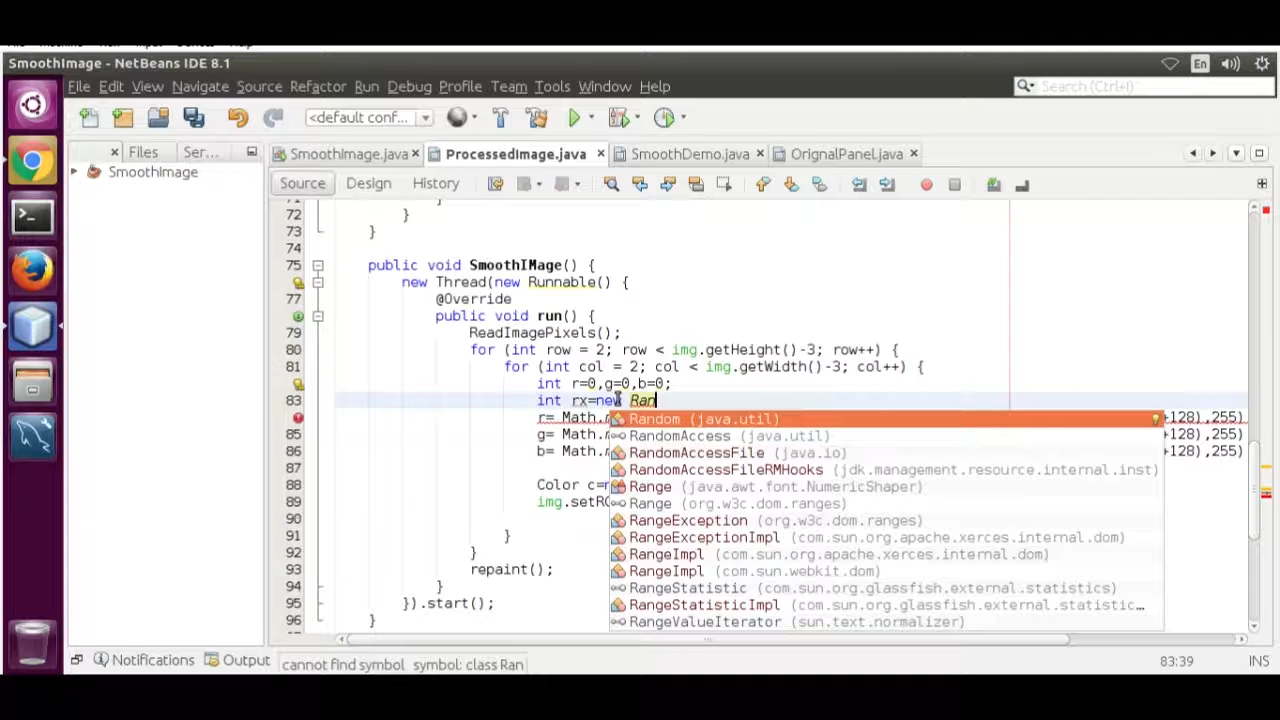 SmoothImage - NetBeans IDE 8.1
File Edit View Navigate Source Refactor Run Debug Profile Team Tools Window Help
Search (Ctrl+I)
<default conf...
Files Ser... SmoothImage.java ProcessedImage.java SmoothDemo.java OrignalPanel.java
SmoothImage
Source Design History
72 }
73 }
74
75 public void SmoothIMage() {
new Thread(new Runnable() {
77 @Override
public void run() {
79 ReadImagePixels();
80 for (int row = 2; row < img.getHeight()-3; row++) {
81 for (int col = 2; col < img.getWidth()-3; col++) {
int r=0,g=0,b=0;
83 int rx=new Ran
r= Math. +128),255)
85 g= Math. +128),255)
86 b= Math. +128),255)
87
88 Color c=
89 img.setR
90
91 }
92 }
93 repaint();
94 }
95 }).start();
96 }
Random (java.util)
RandomAccess (java.util)
RandomAccessFile (java.io)
RandomAccessFileRMHooks (jdk.management.resource.internal.inst)
Range (java.awt.font.NumericShaper)
Range (org.w3c.dom.ranges)
RangeException (org.w3c.dom.ranges)
RangeExceptionImpl (com.sun.org.apache.xerces.internal.dom)
RangeImpl (com.sun.org.apache.xerces.internal.dom)
RangeImpl (com.sun.webkit.dom)
RangeStatistic (com.sun.org.glassfish.external.statistics)
RangeStatisticImpl (com.sun.org.glassfish.external.statistic...
RangeValueIterator (sun.text.normalizer)
Notifications Output cannot find symbol symbol: class Ran 83:39 INS
En